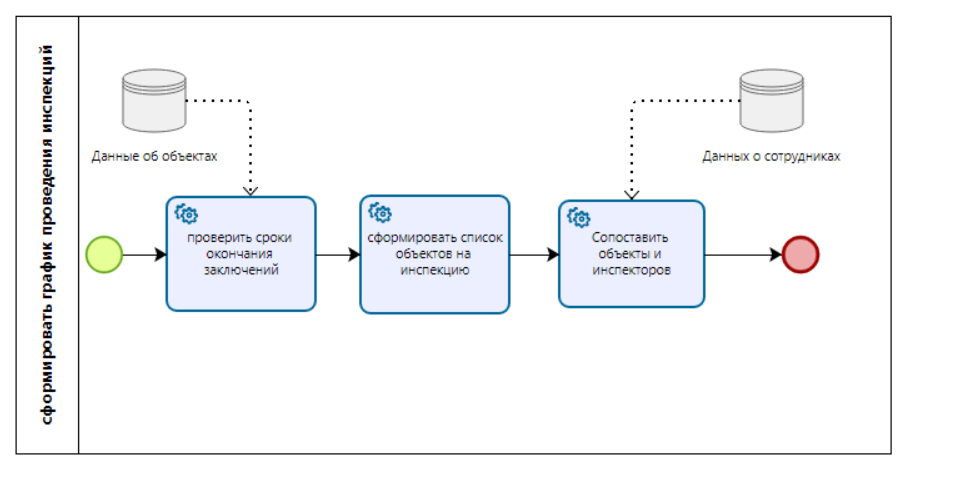 сформировать график проведения инспекций
Данные об объектах
Данных о сотрудниках
проверить сроки
окончания
заключений
сформировать список
объектов на
инспекцию
Сопоставить
объекты и
инспекторов